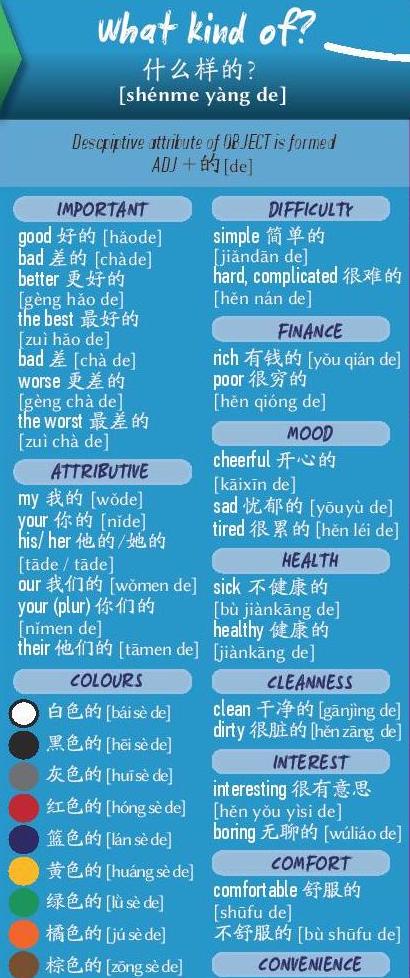 what kind of?
什么样的?
[shénme yàng de]
Descpiptive attribute of OBJECT is formed
ADJ + 的 [de]
IMPORTANT
good 好的 [hǎode]
bad 差的 [chàde]
better 更好的
[gèng hǎo de]
the best 最好的
[zuì hǎo de]
bad 差 [chà de]
worse 更差的
[gèng chà de]
the worst 最差的
[zuì chà de]
ATTRIBUTIVE
my 我的 [wǒde]
your 你的 [nǐde]
his/ her 他的/她的
[tāde / tāde]
our 我们的 [wǒmen de]
your (plur) 你们的
[nǐmen de]
their 他们的 [tāmen de]
COLOURS
白色的 [bái sè de]
黑色的 [hēi sè de]
灰色的 [huī sè de]
红色的 [hóng sè de]
篮色的 [lán sè de]
黄色的 [huáng sè de]
绿色的 [lǜ sè de]
橘色的 [jú sè de]
棕色的 [zōng sè de]
DIFFICULTY
simple 简单的
[jiǎndān de]
hard, complicated 很难的
[hěn nán de]
FINANCE
rich 有钱的 [yǒu qián de]
poor 很穷的
[hěn qióng de]
MOOD
cheerful 开心的
[kāixīn de]
sad 忧郁的 [yōuyù de]
tired 很累的 [hěn léi de]
HEALTH
sick 不健康的
[bù jiànkāng de]
healthy 健康的
[jiànkāng de]
CLEANNESS
clean 干净的 [gānjìng de]
dirty 很脏的 [hěn zāng de]
INTEREST
interesting 很有意思
[hěn yǒu yìsi de]
boring 无聊的 [wúliáo de]
COMFORT
comfortable 舒服的
[shūfu de]
不舒服的 [bù shūfu de]
CONVENIENCE